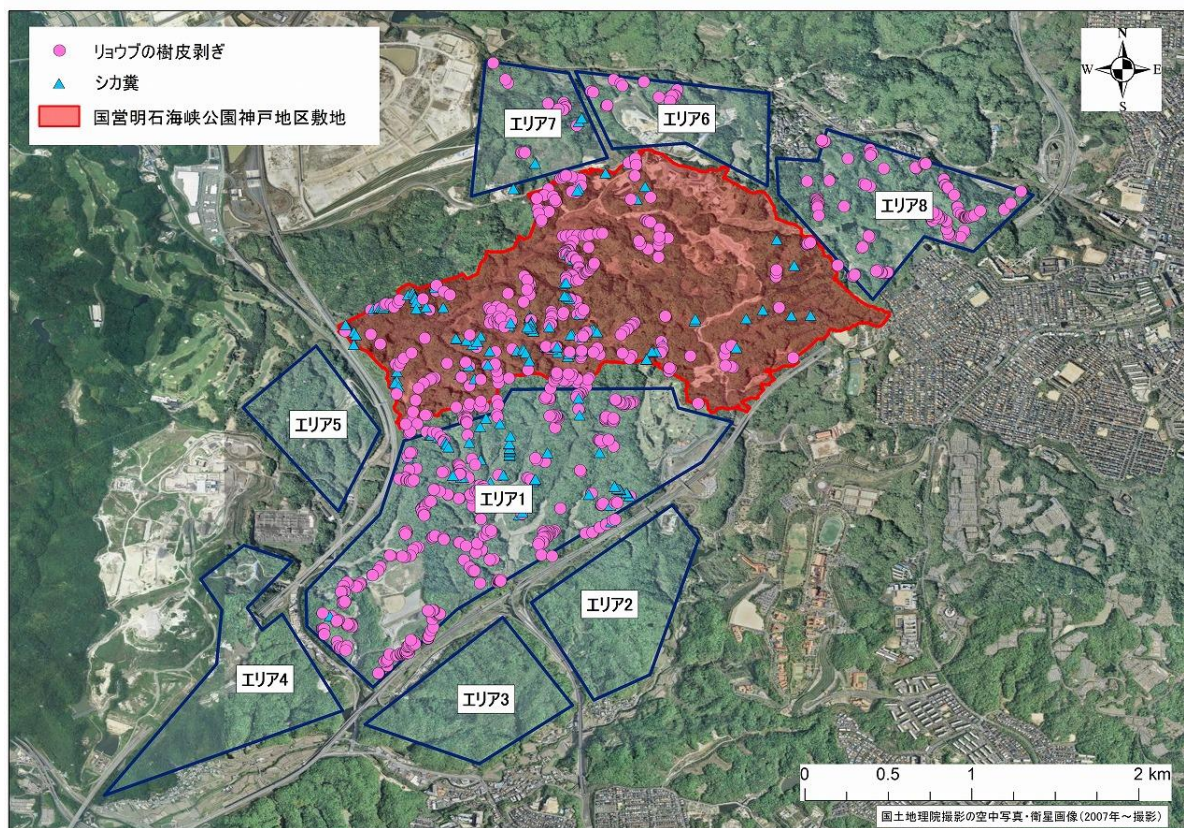 リョウブの樹皮剥ぎ
シカ糞
国営明石海峡公園神戸地区敷地
N
W E
S
エリア7
エリア6
エリア8
エリア5
エリア1
エリア2
エリア4
エリア3
0 0.5 1 2 km
国土地理院撮影の空中写真・衛星画像(2007年～撮影)